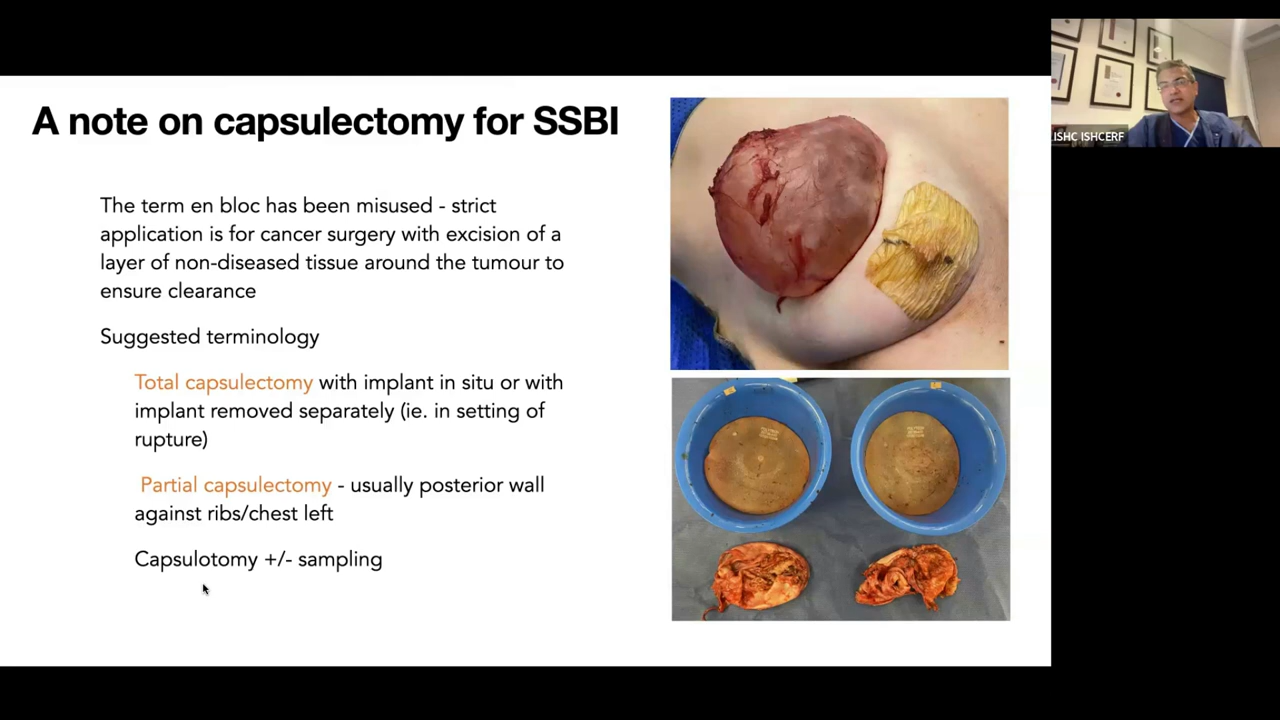 A note on capsulectomy for SSBI
The term en bloc has been misused - strict
application is for cancer surgery with excision of a
layer of non-diseased tissue around the tumour to
ensure clearance
Suggested terminology
Total capsulectomy with implant in situ or with
implant removed separately (ie. in setting of
rupture)
Partial capsulectomy - usually posterior wall
against ribs/chest left
Capsulotomy +/- sampling
ISHC ISHCERF